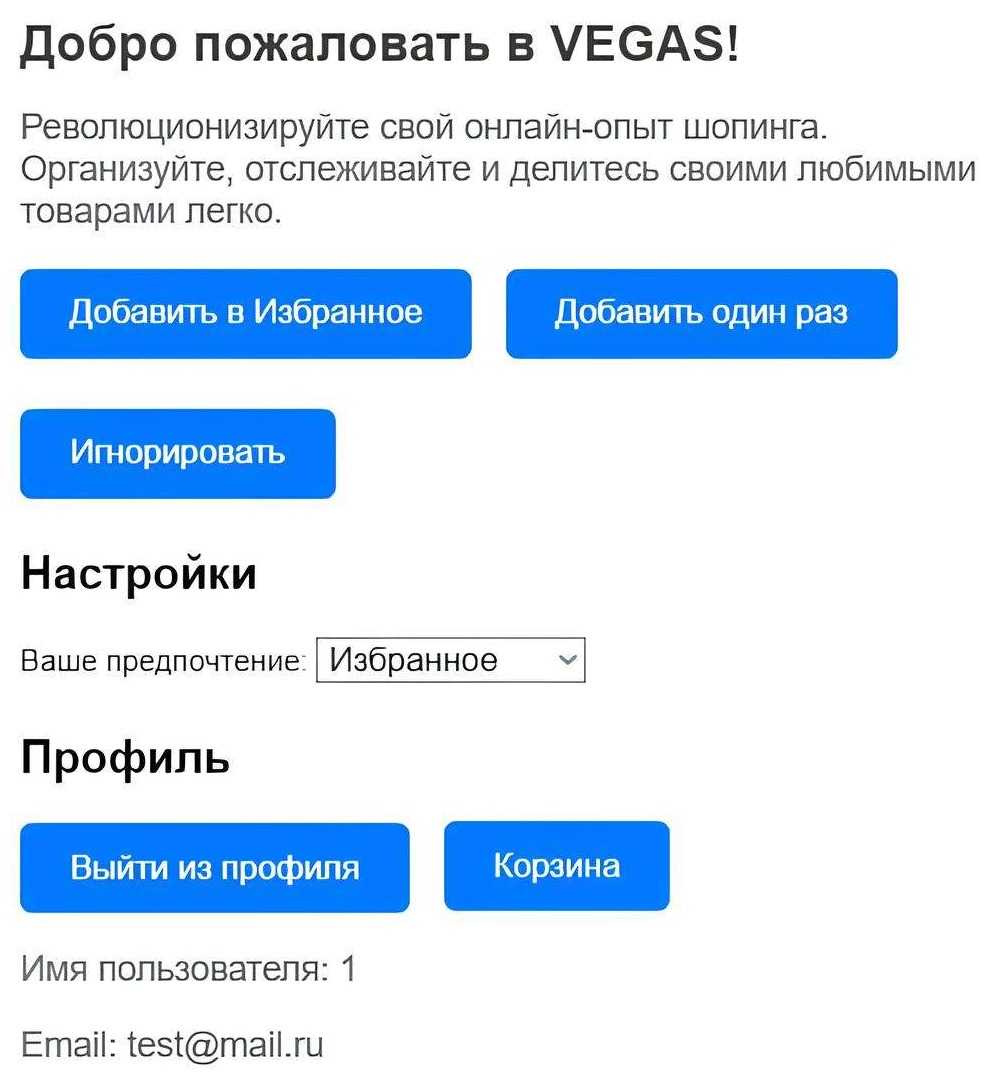 Добро пожаловать в VEGAS!
Революционизируйте свой онлайн-опыт шопинга.
Организуйте, отслеживайте и делитесь своими любимыми
товарами легко.
Добавить в Избранное Добавить один раз
Игнорировать
Настройки
Ваше предпочтение: Избранное
Профиль
Выйти из профиля Корзина
Имя пользователя: 1
Email: test@mail.ru